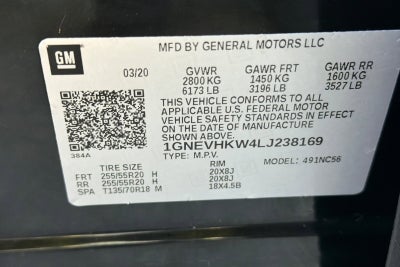 GM
MFD BY GENERAL MOTORS LLC
03/20
GVWR GAWR FRT GAWR RR
2800 KG 1450 KG 1600 KG
6173 LB 3196 LB 3527 LB
THIS VEHICLE CONFORMS TO ALL
APPLICABLE U.S. FEDERAL MOTOR
VEHICLE SAFETY STANDARDS IN
EFFECT ON THE DATE OF MANUFACTURE
SHOWN ABOVE.
1GNEVHKW4LJ238169
384A
TYPE: M.P.V. MODEL: 491NC56
TIRE SIZE RIM
FRT 255/55R20 H 20X8J
RR 255/55R20 H 20X8J
SPA T135/70R18 M 18X4.5B